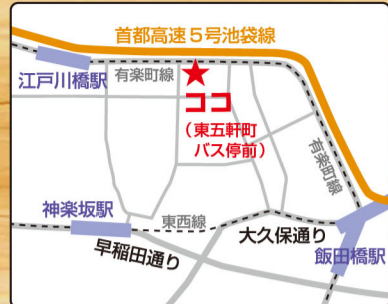 首都高速5号池袋線
江戸川橋駅
有楽町線
ココ
（東五軒町
バス停前）
有楽町線
神楽坂駅
東西線
大久保通り
早稲田通り
飯田橋駅